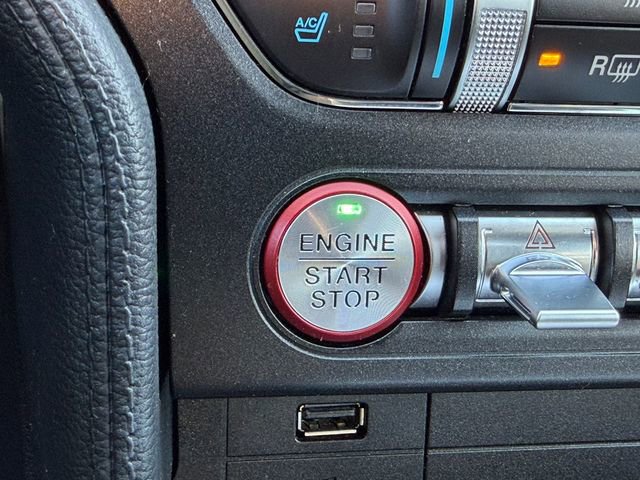 A/C
R
ENGINE
START
STOP